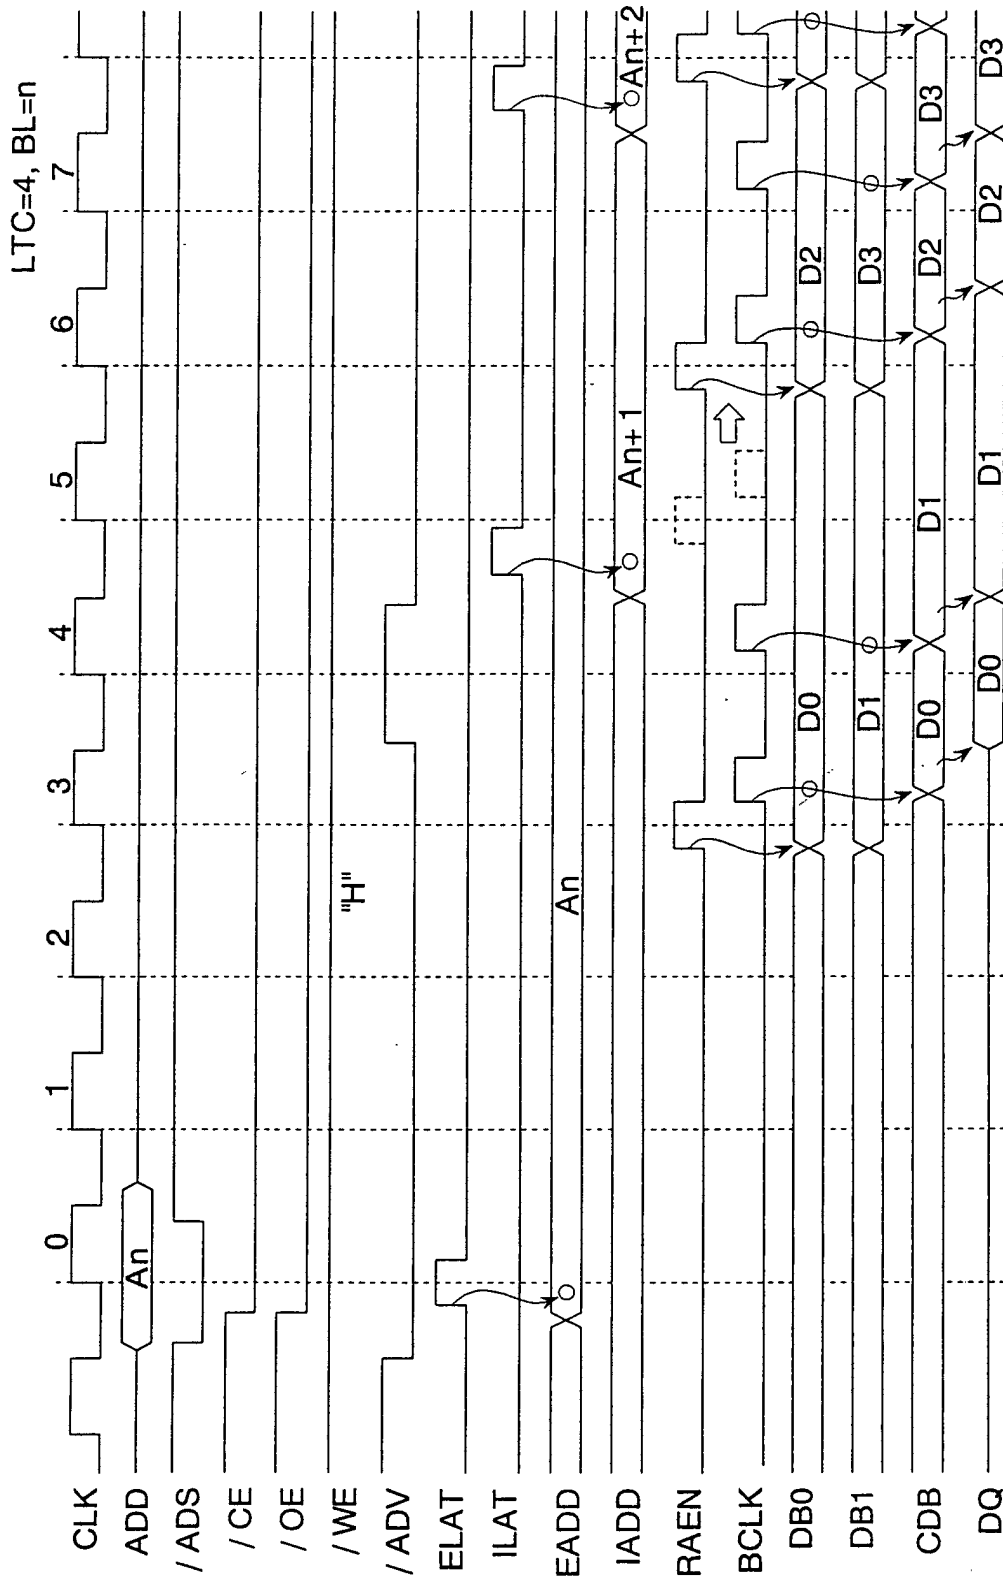 LTC=4, BL=n
0 1 2 3 4 5 6 7
CLK
ADD An
/ ADS
/ CE
/ OE
/ WE "H"
/ ADV
ELAT
ILAT
EADD An
IADD An+1 An+2
RAEN
BCLK
DB0 D0 D2
DB1 D1 D3
CDB D0 D1 D2 D3
DQ D0 D1 D2 D3